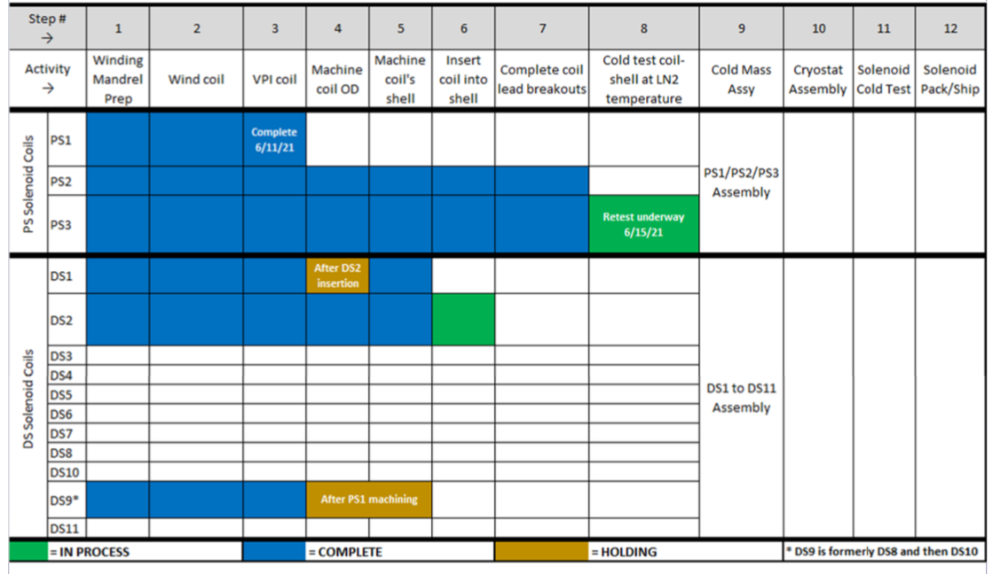 Step #
→
1
2
3
4
5
6
7
8
9
10
11
12
Activity
→
Winding
Mandrel
Prep
Wind coil
VPI coil
Machine
coil OD
Machine
coil's
shell
Insert
coil into
shell
Complete coil
lead breakouts
Cold test coil-
shell at LN2
temperature
Cold Mass
Assy
Cryostat
Assembly
Solenoid
Cold Test
Solenoid
Pack/Ship
PS Solenoid Coils
PS1
Complete
6/11/21
PS2
PS3
Retest underway
6/15/21
PS1/PS2/PS3
Assembly
DS Solenoid Coils
DS1
After DS2
insertion
DS2
DS3
DS4
DS5
DS6
DS7
DS8
DS10
DS9*
After PS1 machining
DS11
DS1 to DS11
Assembly
= IN PROCESS
= COMPLETE
= HOLDING
* DS9 is formerly DS8 and then DS10